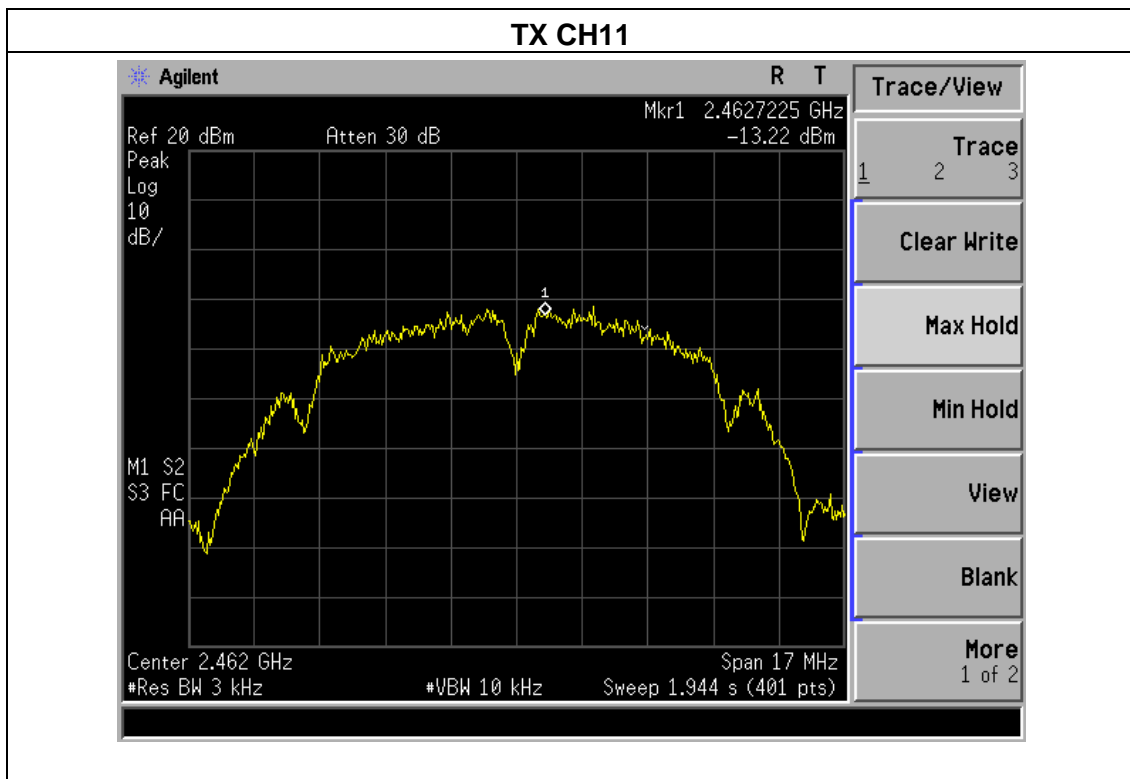 TX CH11
Agilent
R T
Mkr1 2.4627225 GHz
Ref 20 dBm Atten 30 dB -13.22 dBm
Peak
Log
10
dB/
1
M1 S2
S3 FC
AA
Center 2.462 GHz Span 17 MHz
#Res BW 3 kHz #VBW 10 kHz Sweep 1.944 s (401 pts)
Trace/View
Trace
1 2 3
Clear Write
Max Hold
Min Hold
View
Blank
More
1 of 2